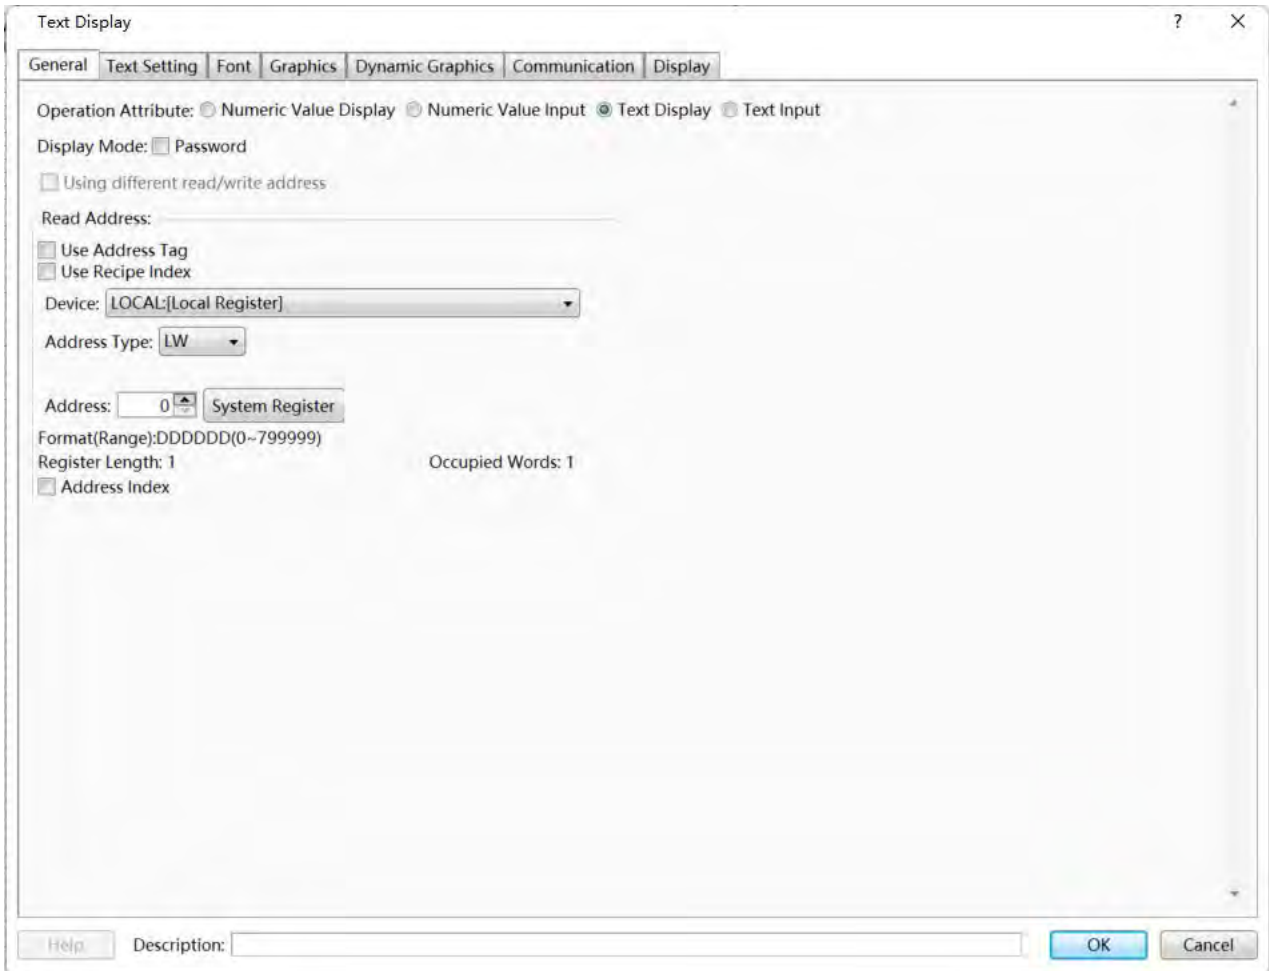 Text Display ? X
General Text Setting Font Graphics Dynamic Graphics Communication Display
Operation Attribute: Numeric Value Display Numeric Value Input Text Display Text Input
Display Mode: Password
Using different read/write address
Read Address:
Use Address Tag
Use Recipe Index
Device: LOCAL:[Local Register]
Address Type: LW
Address: 0 System Register
Format(Range):DDDDDD(0~799999)
Register Length: 1 Occupied Words: 1
Address Index
Help Description: OK Cancel